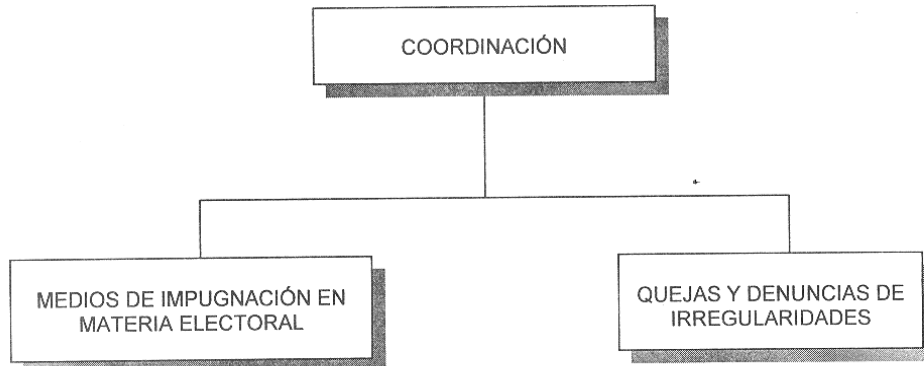 COORDINACIÓN
MEDIOS DE IMPUGNACIÓN EN
MATERIA ELECTORAL
QUEJAS Y DENUNCIAS DE
IRREGULARIDADES